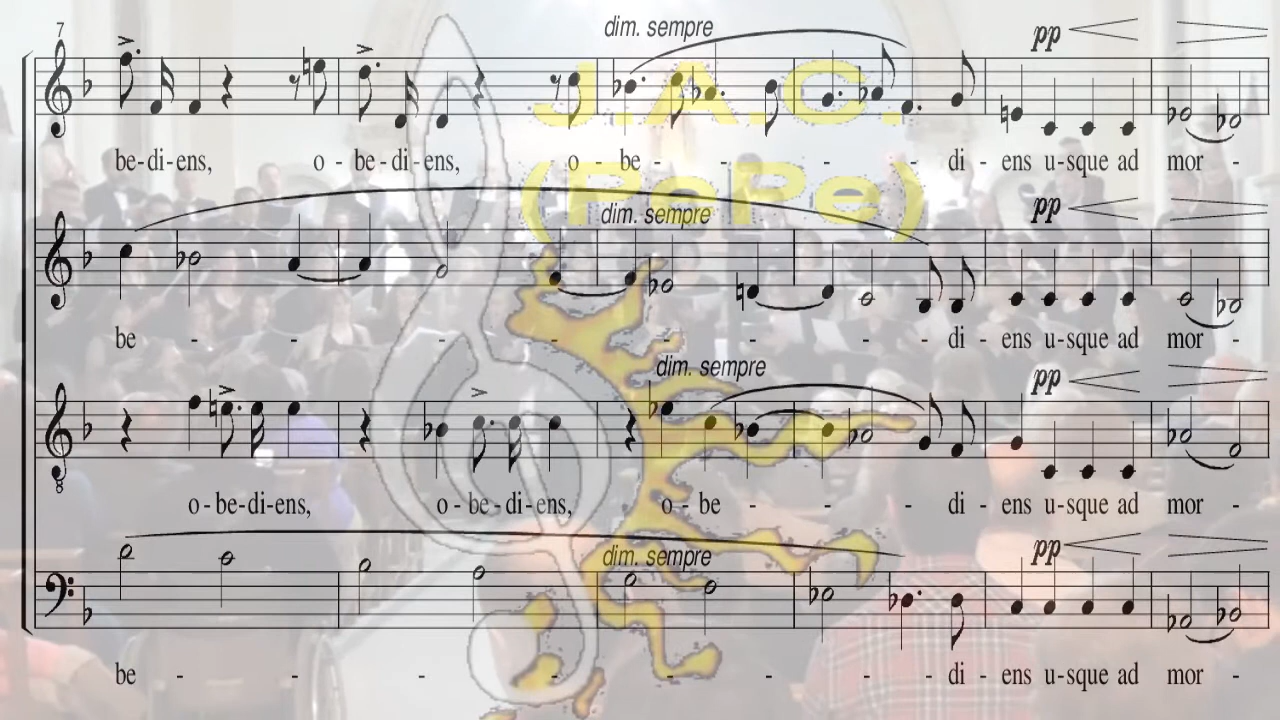 7
dim. sempre
pp
J.A.C.
be-di-ens, o - be-di-ens, o - be - - - - di - ens u-sque ad mor -
(PePe)
dim. sempre
pp
be - - - - - - - - di - ens u-sque ad mor -
dim. sempre
pp
8
o-be-di-ens, o-be-di-ens, o - be - - - di - ens u-sque ad mor -
dim. sempre
pp
be - - - - - - - - di - ens u-sque ad mor -